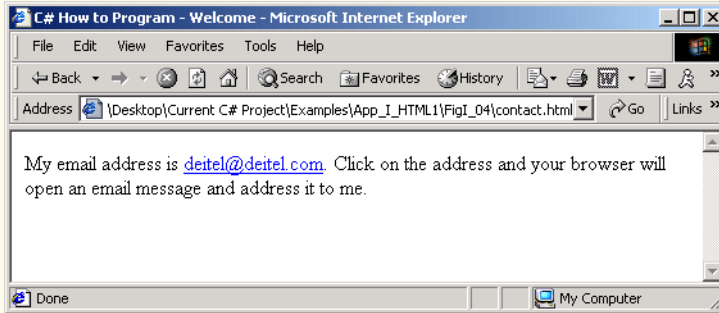 C# How to Program - Welcome - Microsoft Internet Explorer
File Edit View Favorites Tools Help
Back Search Favorites History »
Address \Desktop\Current C# Project\Examples\App_I_HTML1\FigI_04\contact.html Go Links »
My email address is deitel@deitel.com. Click on the address and your browser will
open an email message and address it to me.
Done My Computer